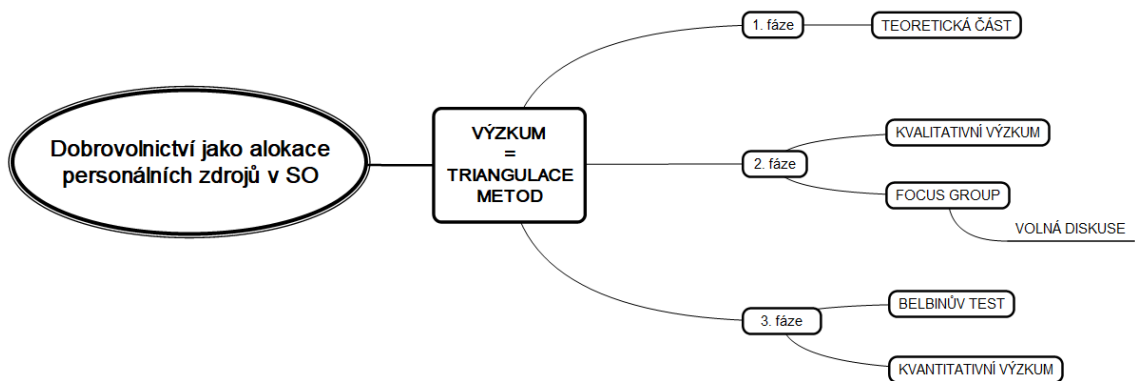 Dobrovolnictví jako alokace
personálních zdrojů v SO
VÝZKUM
=
TRIANGULACE
METOD
1. fáze
TEORETICKÁ ČÁST
2. fáze
KVALITATIVNÍ VÝZKUM
FOCUS GROUP
VOLNÁ DISKUSE
3. fáze
BELBINŮV TEST
KVANTITATIVNÍ VÝZKUM